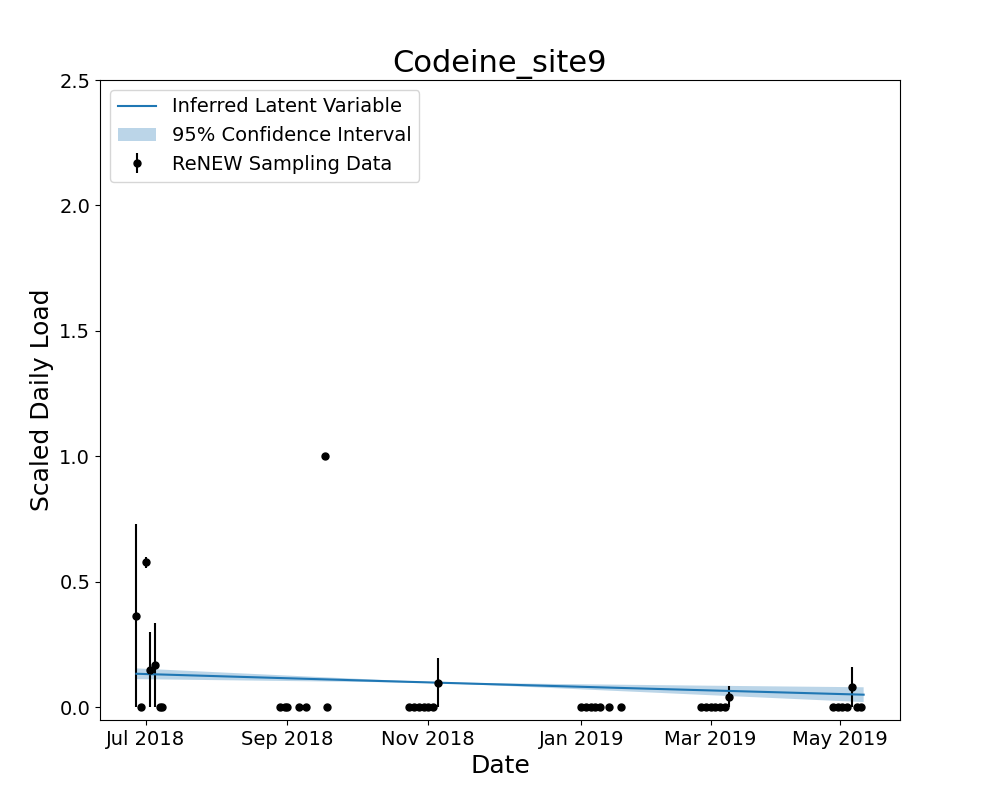 Codeine_site9
2.5
2.0
1.5
1.0
0.5
0.0
Scaled Daily Load
Inferred Latent Variable
95% Confidence Interval
ReNEW Sampling Data
Jul 2018 Sep 2018 Nov 2018 Jan 2019 Mar 2019 May 2019
Date